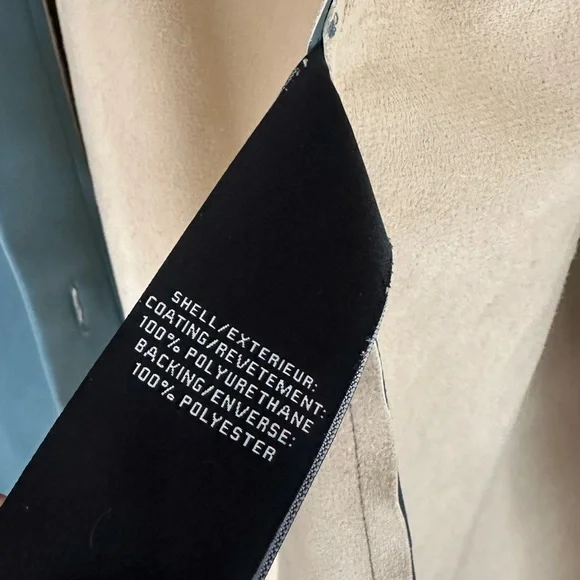 SHELL/EXTERIEUR:
COATING/REVETEMENT:
100% POLYURETHANE
BACKING/ENVERSE:
100% POLYESTER